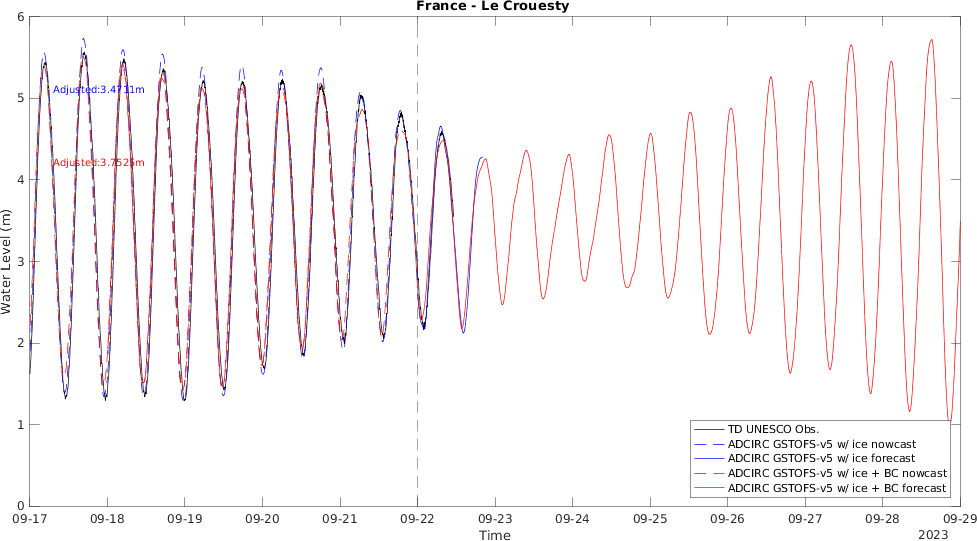 France - Le Crouesty
6
5
4
3
2
1
0
Water Level (m)
Adjusted:3.4711m
Adjusted:3.7525m
TD UNESCO Obs.
ADCIRC GSTOFS-v5 w/ ice nowcast
ADCIRC GSTOFS-v5 w/ ice forecast
ADCIRC GSTOFS-v5 w/ ice + BC nowcast
ADCIRC GSTOFS-v5 w/ ice + BC forecast
09-17 09-18 09-19 09-20 09-21 09-22 09-23 09-24 09-25 09-26 09-27 09-28 09-29
Time
2023